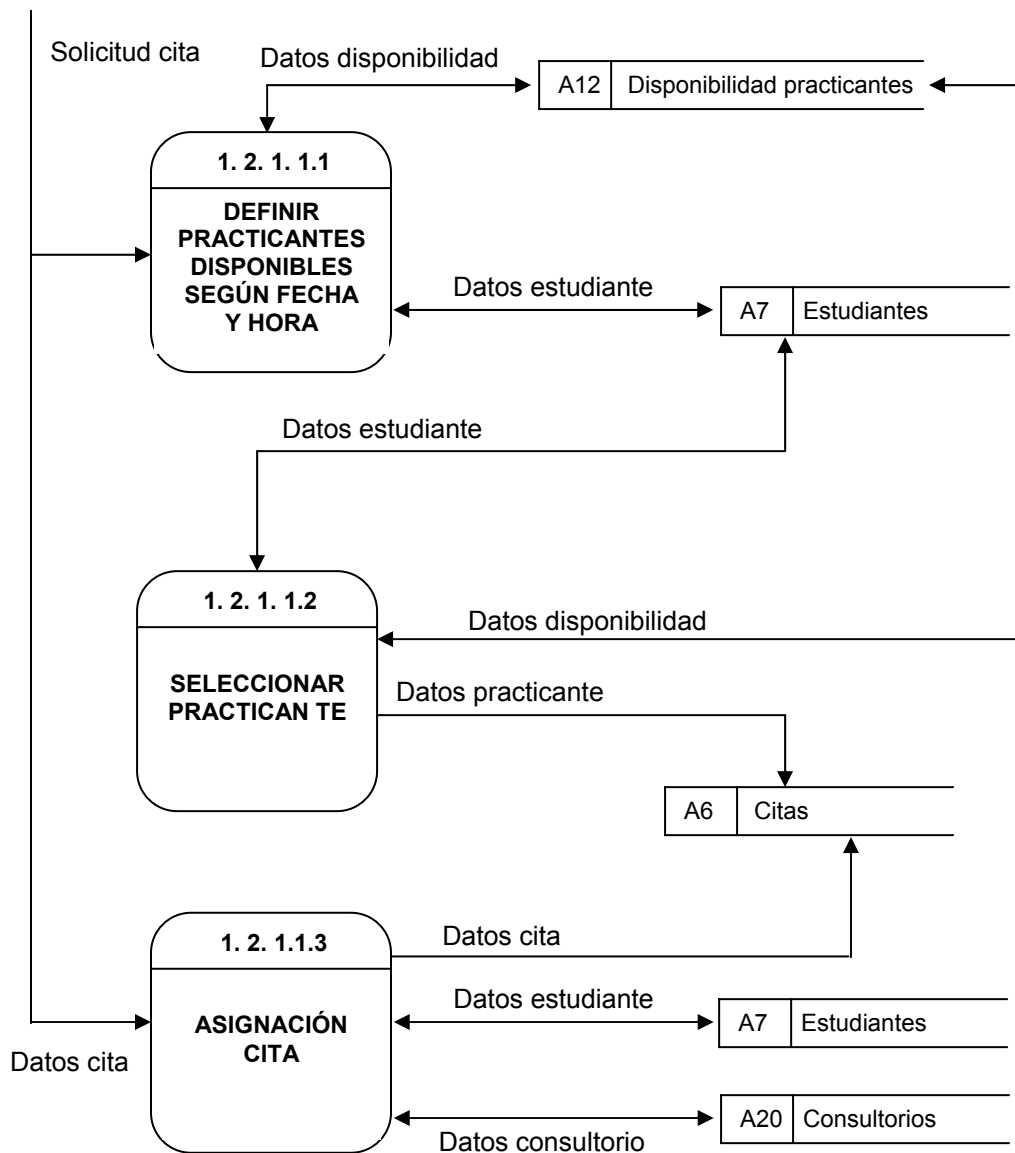 Solicitud cita
Datos disponibilidad
A12 Disponibilidad practicantes
1. 2. 1. 1.1
DEFINIR
PRACTICANTES
DISPONIBLES
SEGÚN FECHA
Y HORA
Datos estudiante
A7 Estudiantes
Datos estudiante
1. 2. 1. 1.2
Datos disponibilidad
SELECCIONAR
PRACTICAN TE
Datos practicante
A6 Citas
1. 2. 1.1.3
Datos cita
ASIGNACIÓN
CITA
Datos estudiante
A7 Estudiantes
Datos cita
A20 Consultorios
Datos consultorio